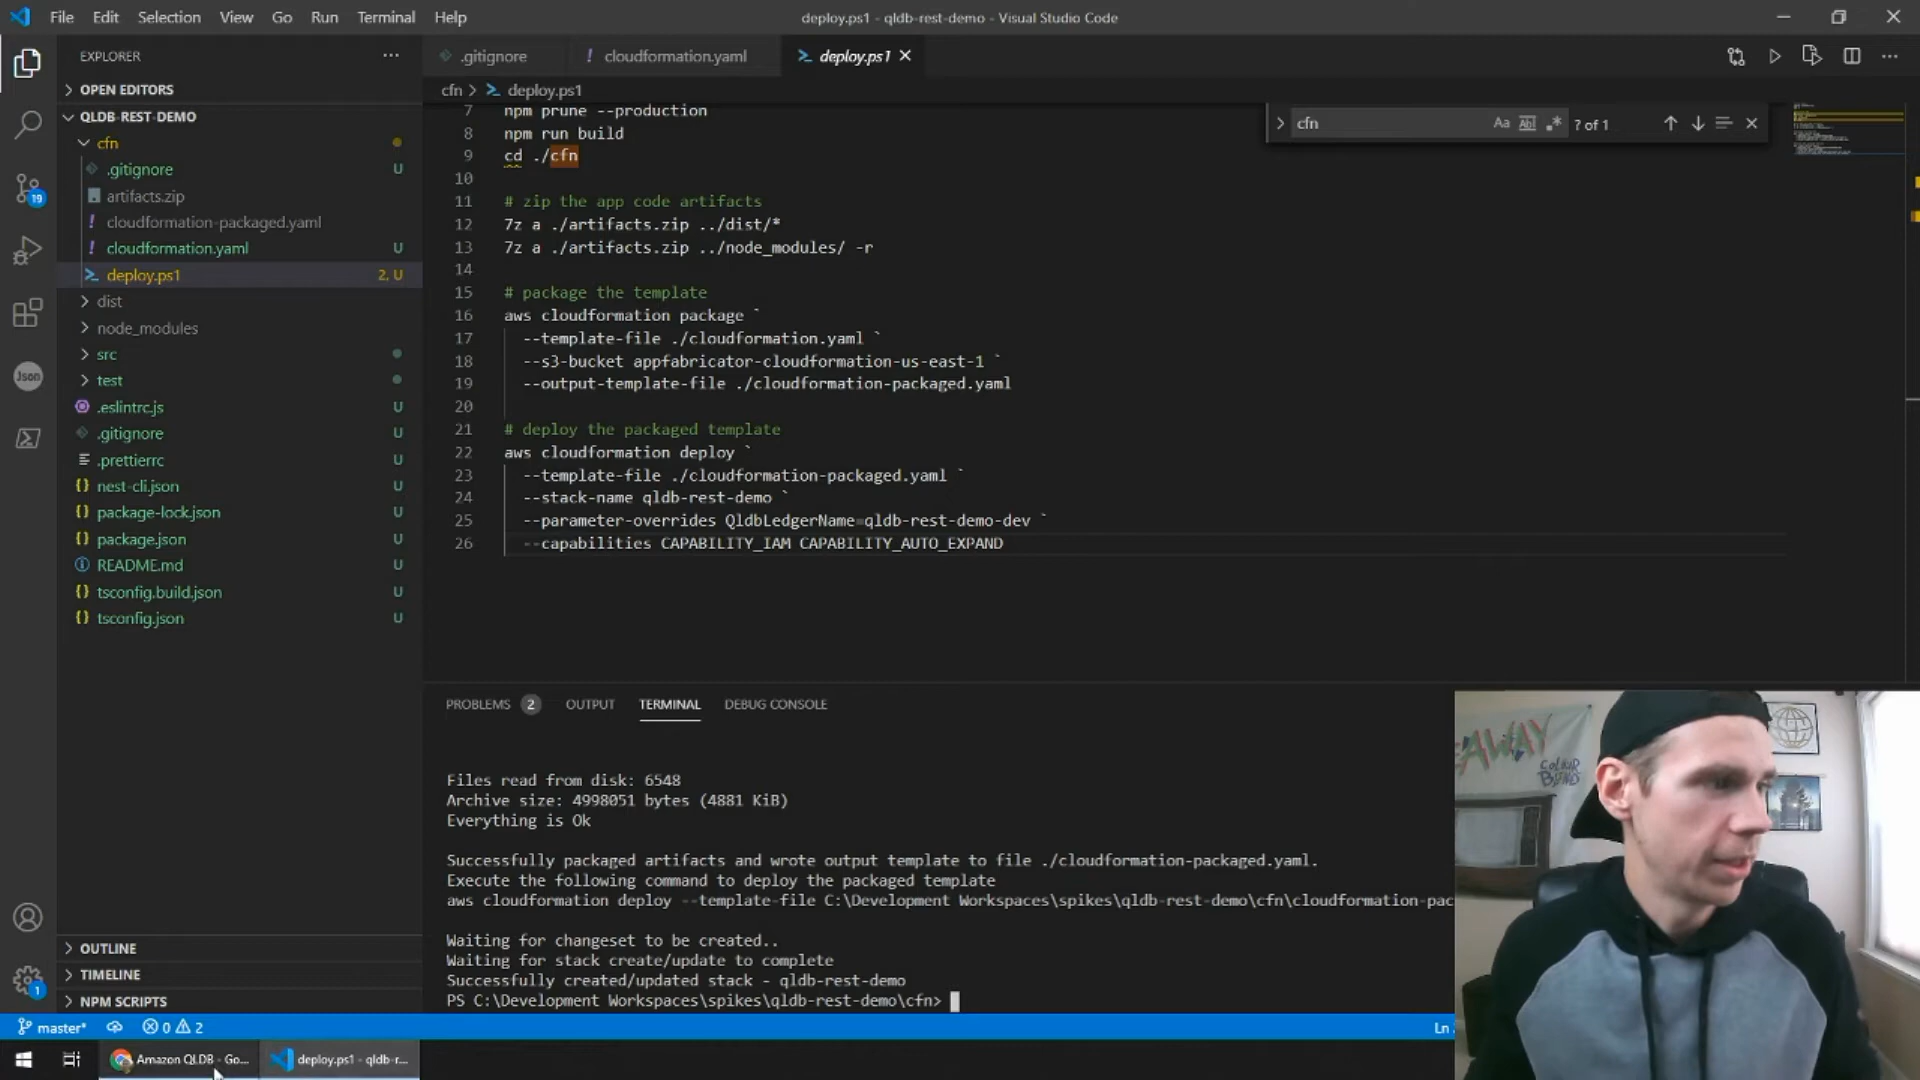 File Edit Selection View Go Run Terminal Help
deploy.ps1 - qldb-rest-demo - Visual Studio Code
EXPLORER
OPEN EDITORS
QLDB-REST-DEMO
cfn
.gitignore U
artifacts.zip
cloudformation-packaged.yaml
cloudformation.yaml U
deploy.ps1 2, U
dist
node_modules
src
test
.eslintrc.js U
.gitignore U
.prettierrc U
nest-cli.json U
package-lock.json U
package.json U
README.md U
tsconfig.build.json U
tsconfig.json U
OUTLINE
TIMELINE
NPM SCRIPTS
19
Json
1
.gitignore
cloudformation.yaml
deploy.ps1
cfn > deploy.ps1
cfn
Aa Abl .* ? of 1
7 npm prune --production
8 npm run build
9 cd ./cfn
10
11 # zip the app code artifacts
12 7z a ./artifacts.zip ../dist/*
13 7z a ./artifacts.zip ../node_modules/ -r
14
15 # package the template
16 aws cloudformation package `
17 --template-file ./cloudformation.yaml `
18 --s3-bucket appfabricator-cloudformation-us-east-1 `
19 --output-template-file ./cloudformation-packaged.yaml
20
21 # deploy the packaged template
22 aws cloudformation deploy `
23 --template-file ./cloudformation-packaged.yaml `
24 --stack-name qldb-rest-demo `
25 --parameter-overrides QldbLedgerName=qldb-rest-demo-dev `
26 --capabilities CAPABILITY_IAM CAPABILITY_AUTO_EXPAND
PROBLEMS 2 OUTPUT TERMINAL DEBUG CONSOLE
Files read from disk: 6548
Archive size: 4998051 bytes (4881 KiB)
Everything is Ok
Successfully packaged artifacts and wrote output template to file ./cloudformation-packaged.yaml.
Execute the following command to deploy the packaged template
aws cloudformation deploy --template-file C:\Development Workspaces\spikes\qldb-rest-demo\cfn\cloudformation-pac
Waiting for changeset to be created..
Waiting for stack create/update to complete
Successfully created/updated stack - qldb-rest-demo
PS C:\Development Workspaces\spikes\qldb-rest-demo\cfn>
AWAY
COLOUR
BLINDS
master* 0 2
Ln
Amazon QLDB - Go...
deploy.ps1 - qldb-r...